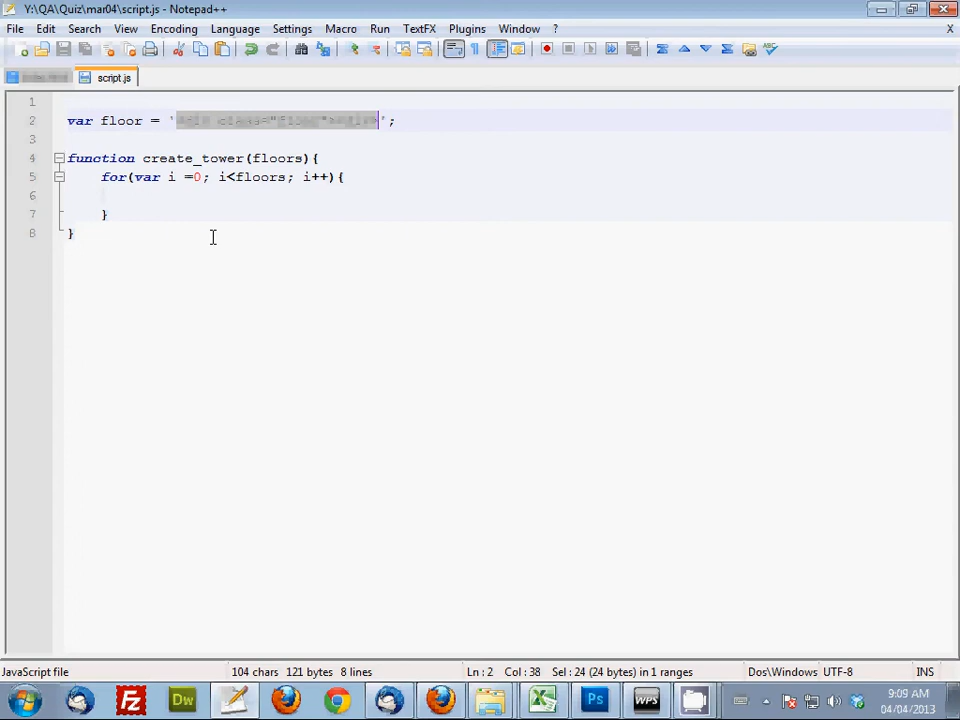 Y:\QA\Quiz\mar04\script.js - Notepad++
File Edit Search View Encoding Language Settings Macro Run TextFX Plugins Window ? X
script.js
1
2 var floor = '';
3
4 function create_tower(floors){
5 for(var i =0; i<floors; i++){
6
7 }
8 }
JavaScript file 104 chars 121 bytes 8 lines Ln : 2 Col : 38 Sel : 24 (24 bytes) in 1 ranges Dos\Windows UTF-8 INS
Dw Ps WPS 9:09 AM
04/04/2013